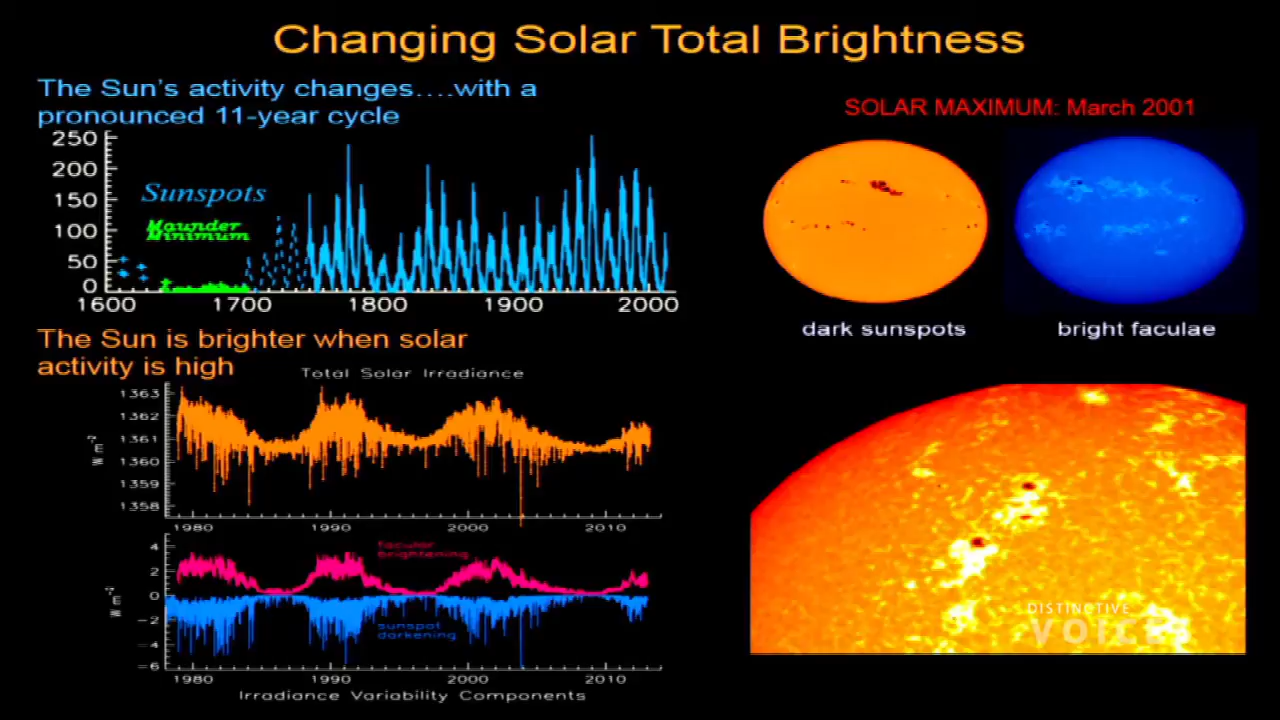 Changing Solar Total Brightness
The Sun's activity changes....with a
pronounced 11-year cycle
250
200
150
100
50
0
Sunspots
Maunder
Minimum
1600 1700 1800 1900 2000
The Sun is brighter when solar
activity is high
Total Solar Irradiance
1363
1362
1361
1360
1359
1358
W m⁻²
1980 1990 2000 2010
4
2
0
-2
-4
-6
W m⁻²
facular
brightening
sunspot
darkening
1980 1990 2000 2010
Irradiance Variability Components
SOLAR MAXIMUM: March 2001
dark sunspots
bright faculae
DISTINCTIVE
VOICES